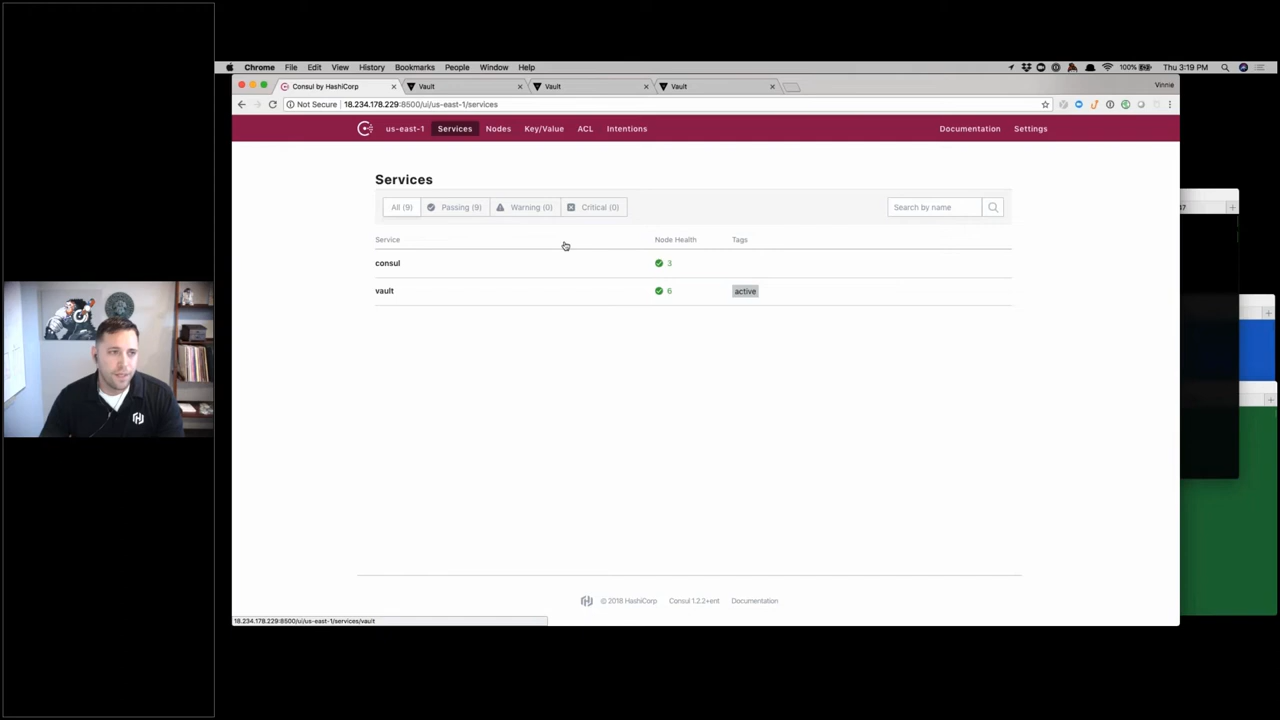 Chrome File Edit View History Bookmarks People Window Help 100% Thu 3:19 PM
Consul by HashiCorp Vault Vault Vault Vinnie
Not Secure 18.234.178.229:8500/ui/us-east-1/services
us-east-1 Services Nodes Key/Value ACL Intentions Documentation Settings
Services
All (9) Passing (9) Warning (0) Critical (0) Search by name
Service Node Health Tags
consul 3
vault 6 active
© 2018 HashiCorp Consul 1.2.2+ent Documentation
18.234.178.229:8500/ui/us-east-1/services/vault